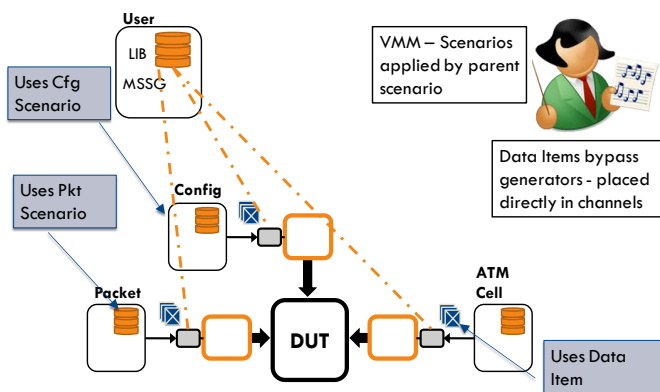 User
LIB
MSSG
VMM – Scenarios
applied by parent
scenario
Uses Cfg
Scenario
Data Items bypass
generators - placed
directly in channels
Uses Pkt
Scenario
Config
Packet
ATM
Cell
DUT
Uses Data
Item